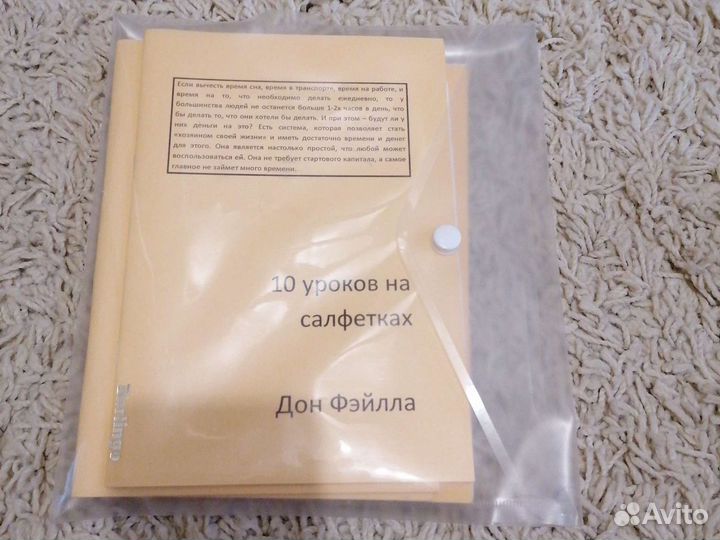 Если вычесть время сна, время в транспорте, время на работе, и
время на то, что необходимо делать ежедневно, то у
большинства людей не останется больше 1-2х часов в день, что
бы делать то, что они хотели бы делать. И при этом – будут ли у
них деньги на это? Есть система, которая позволяет стать
«хозяином своей жизни» и иметь достаточно времени и денег
для этого. Она является настолько простой, что любой может
воспользоваться ей. Она не требует стартового капитала, а самое
главное не займет много времени.
10 уроков на
салфетках
Дон Фэйлла
Berlingo
Avito